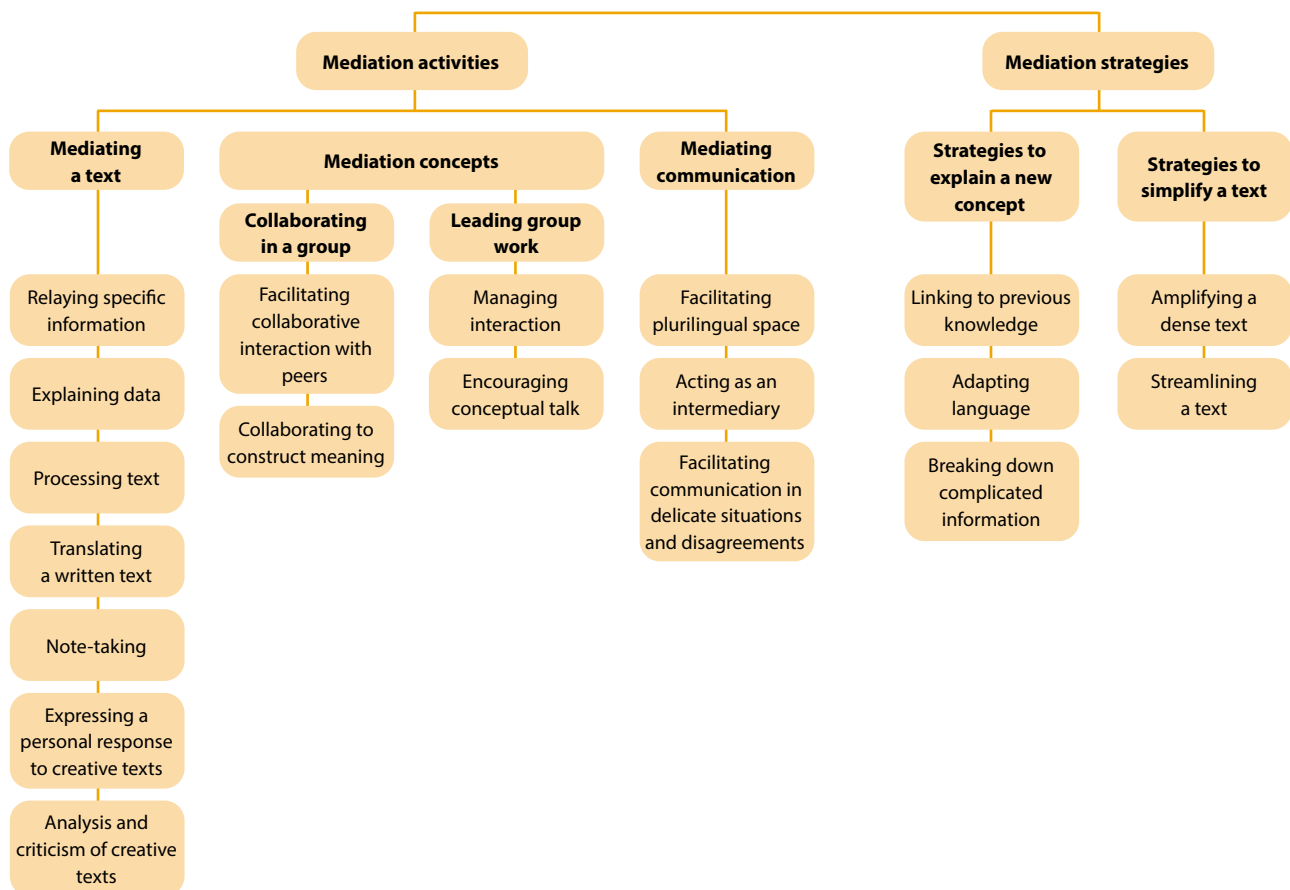 Mediation activities
Mediation strategies
Mediating
a text
Mediation concepts
Mediating
communication
Strategies to
explain a new
concept
Strategies to
simplify a text
Collaborating
in a group
Leading group
work
Relaying specific
information
Explaining data
Processing text
Translating
a written text
Note-taking
Expressing a
personal response
to creative texts
Analysis and
criticism of creative
texts
Facilitating
collaborative
interaction with
peers
Collaborating to
construct meaning
Managing
interaction
Encouraging
conceptual talk
Facilitating
plurilingual space
Acting as an
intermediary
Facilitating
communication in
delicate situations
and disagreements
Linking to previous
knowledge
Adapting
language
Breaking down
complicated
information
Amplifying a
dense text
Streamlining
a text